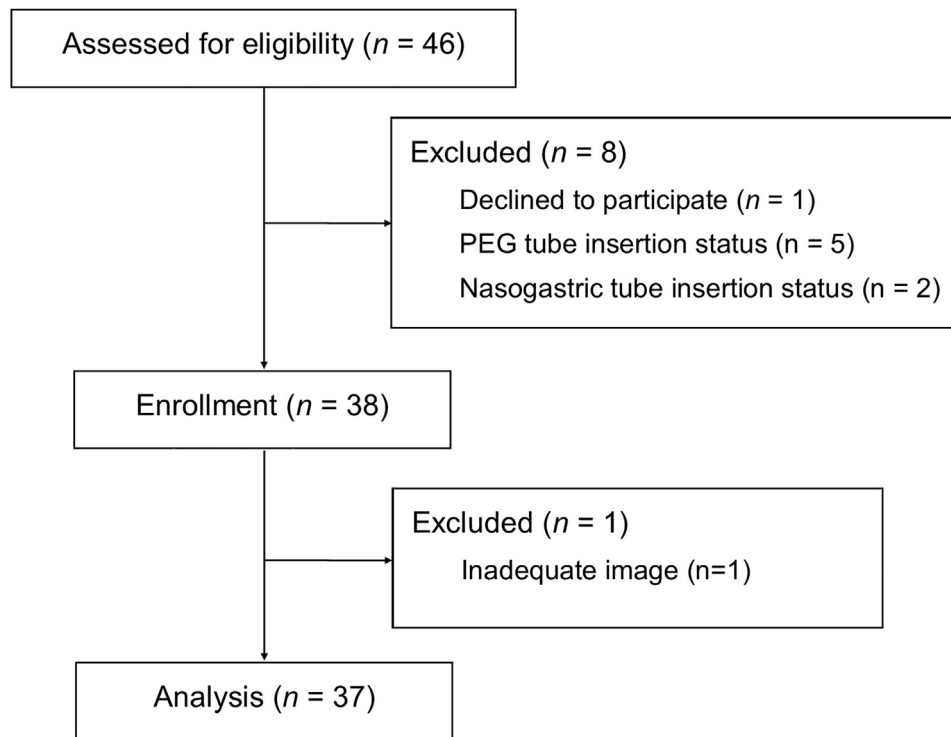 Assessed for eligibility (n = 46)
Excluded (n = 8)
Declined to participate (n = 1)
PEG tube insertion status (n = 5)
Nasogastric tube insertion status (n = 2)
Enrollment (n = 38)
Excluded (n = 1)
Inadequate image (n=1)
Analysis (n = 37)